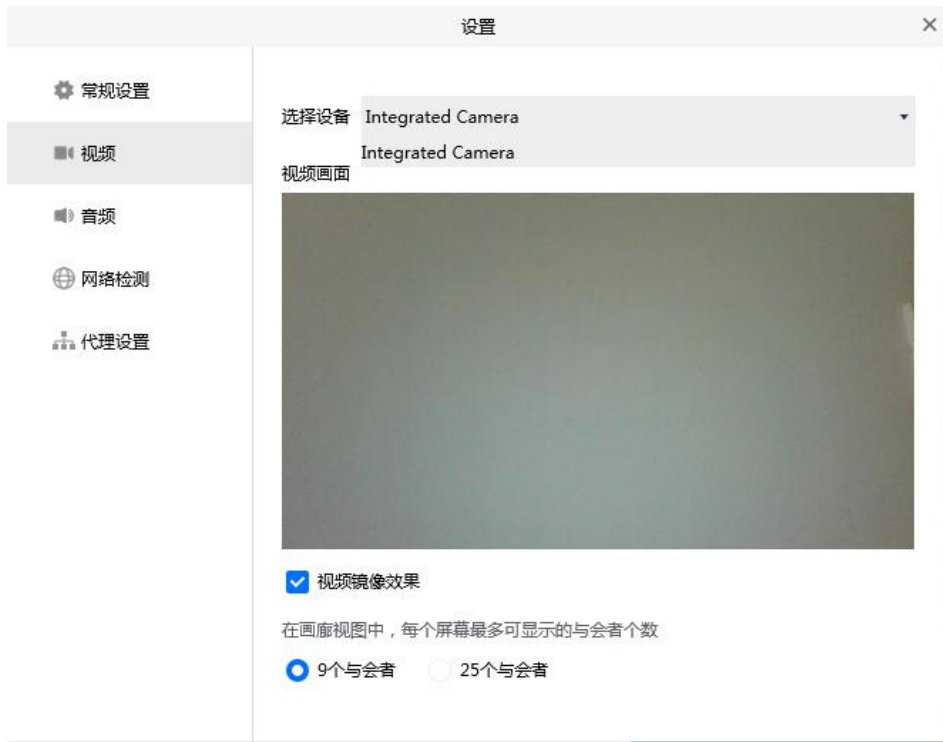 设置
常规设置
视频
音频
网络检测
代理设置
选择设备 Integrated Camera
Integrated Camera
视频画面
视频镜像效果
在画廊视图中，每个屏幕最多可显示的与会者个数
9个与会者 25个与会者